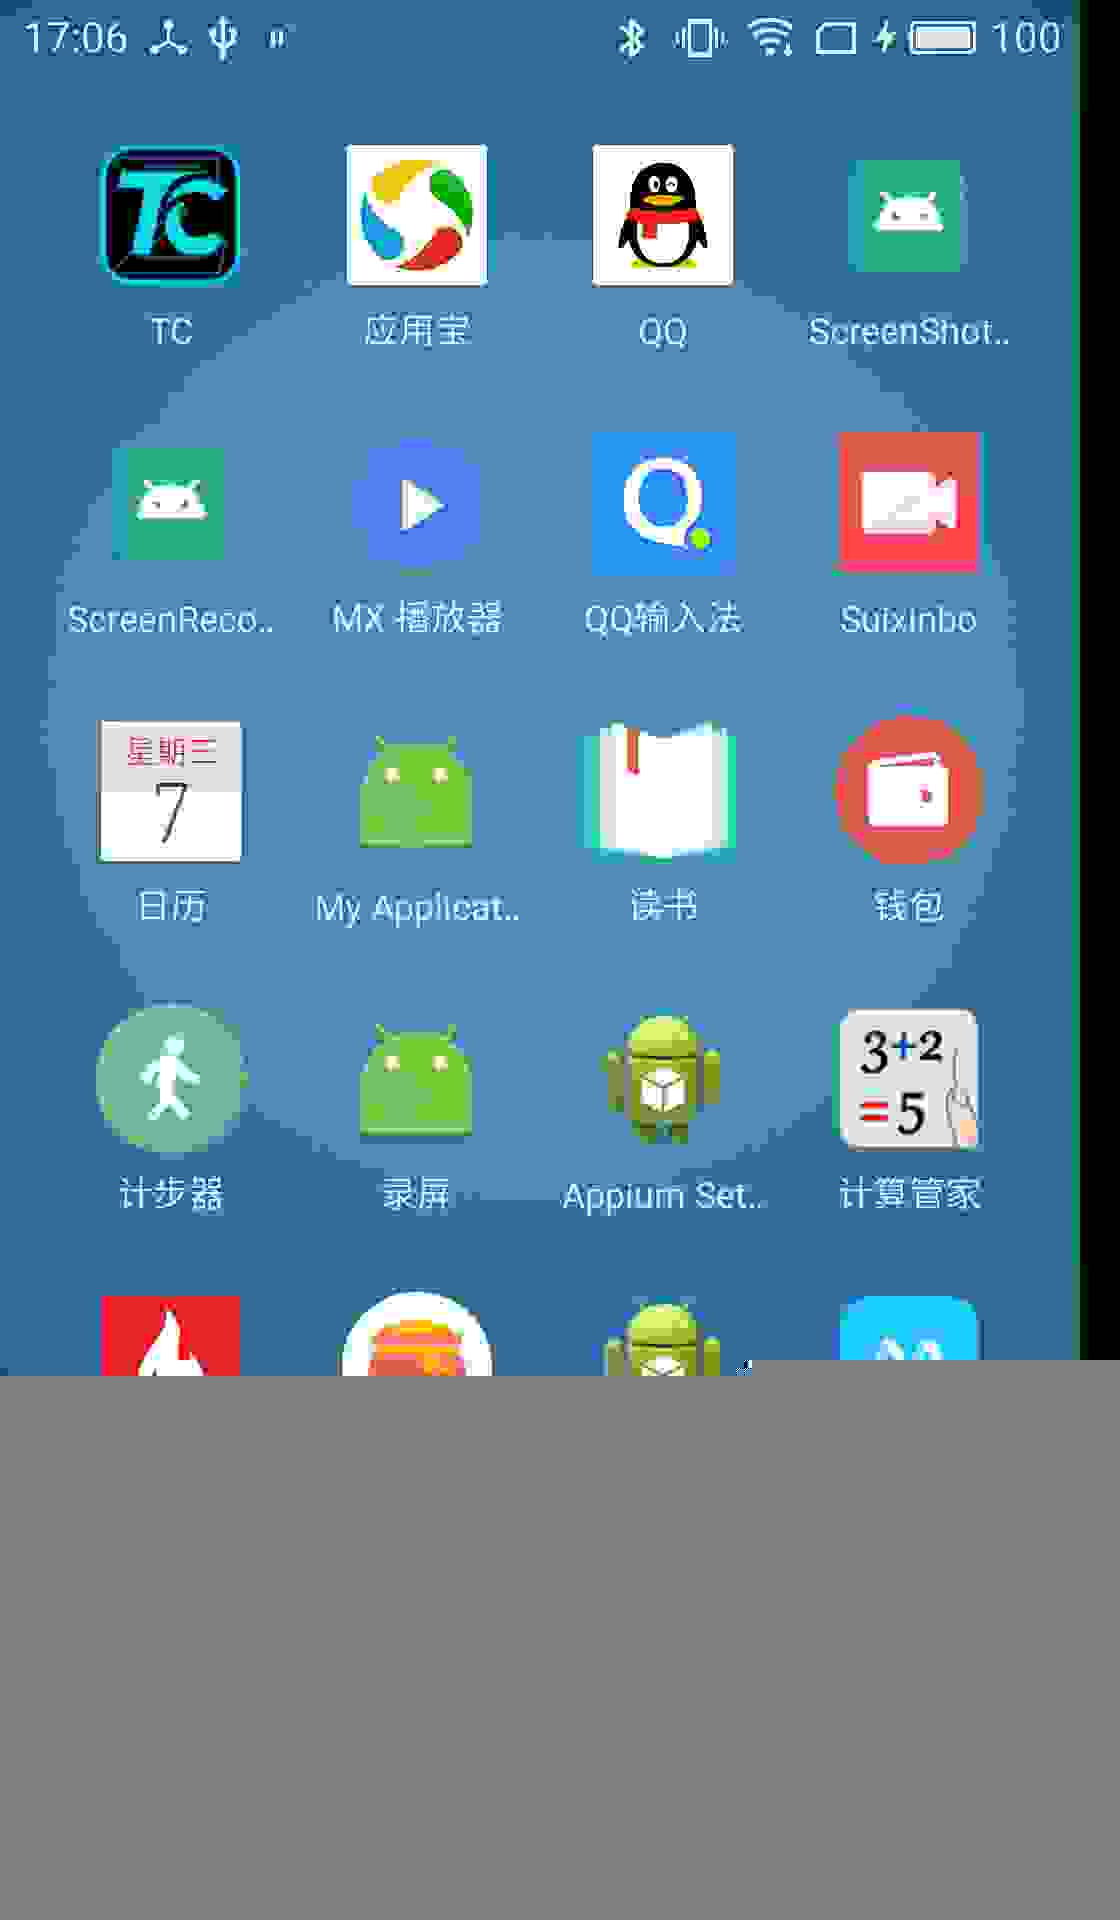 17:06 100
TC 应用宝 QQ ScreenShot..
ScreenReco.. MX 播放器 QQ输入法 Suixinbo
星期三
7
日历 My Applicat.. 读书 钱包
3+2
=5
计步器 录屏 Appium Set.. 计算管家